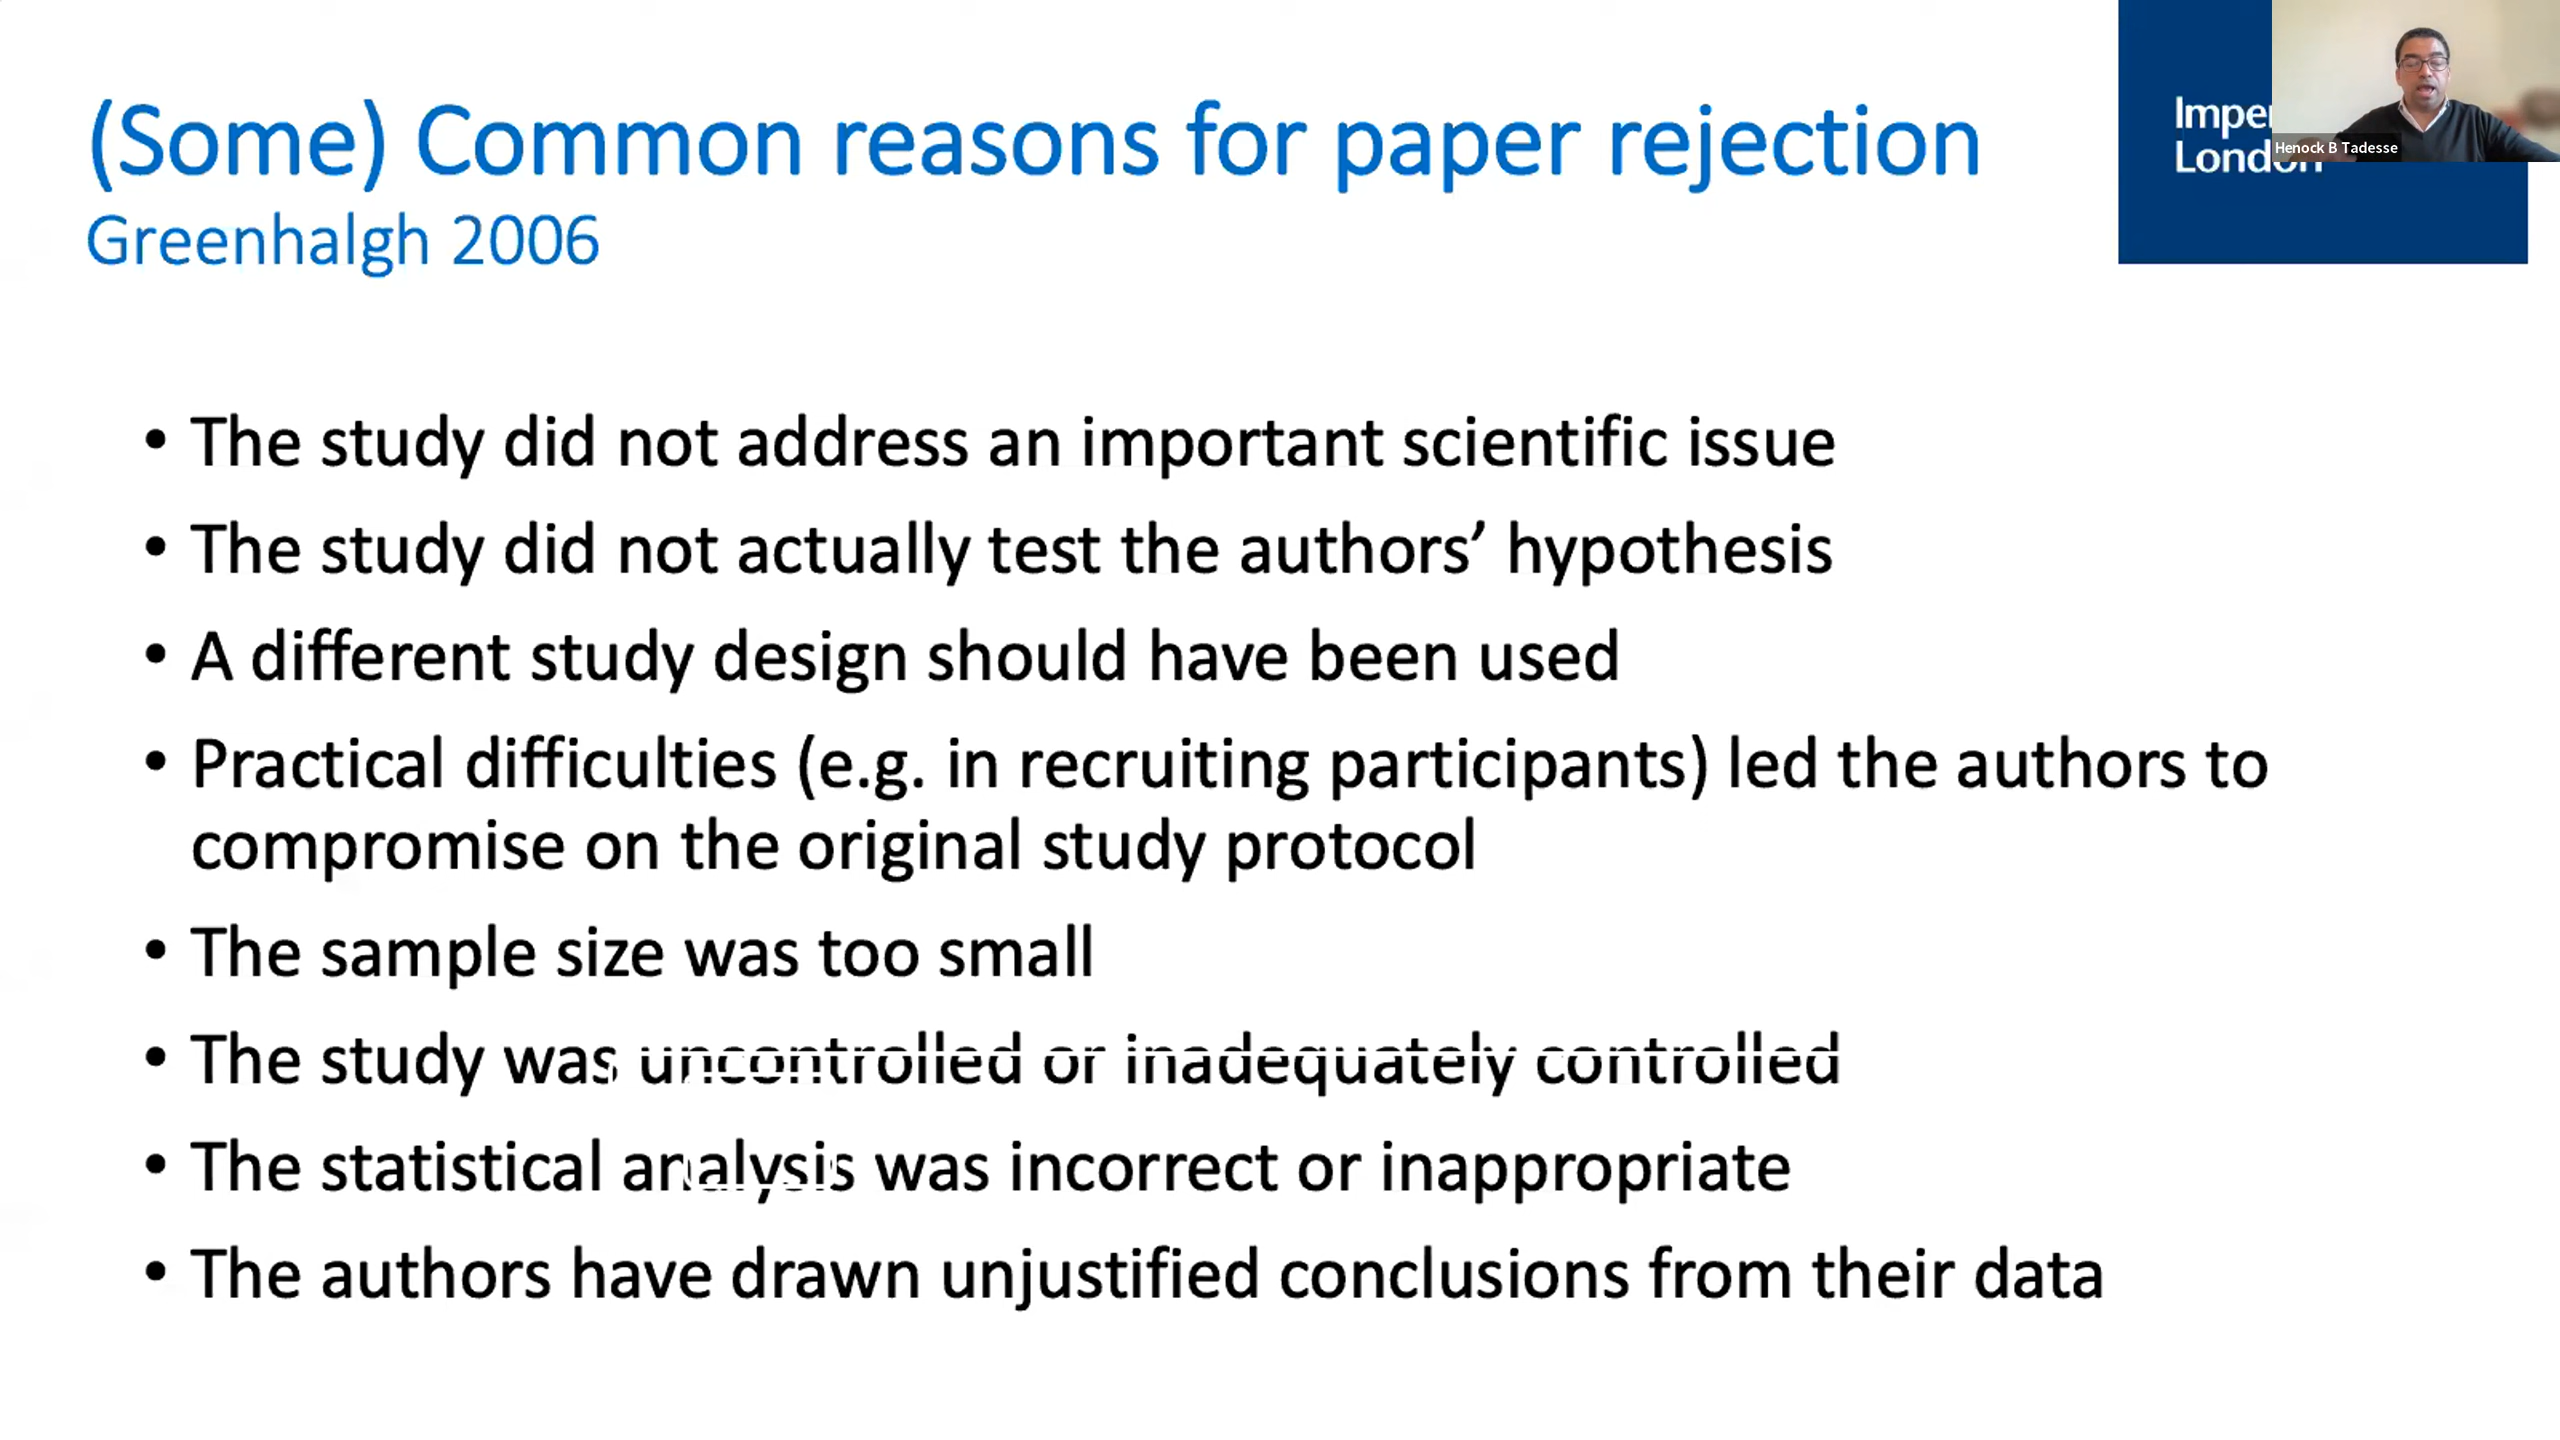 (Some) Common reasons for paper rejection
Greenhalgh 2006
Impe
London
Henock B Tadesse
• The study did not address an important scientific issue
• The study did not actually test the authors’ hypothesis
• A different study design should have been used
• Practical difficulties (e.g. in recruiting participants) led the authors to
compromise on the original study protocol
• The sample size was too small
• The study was uncontrolled or inadequately controlled
• The statistical analysis was incorrect or inappropriate
• The authors have drawn unjustified conclusions from their data